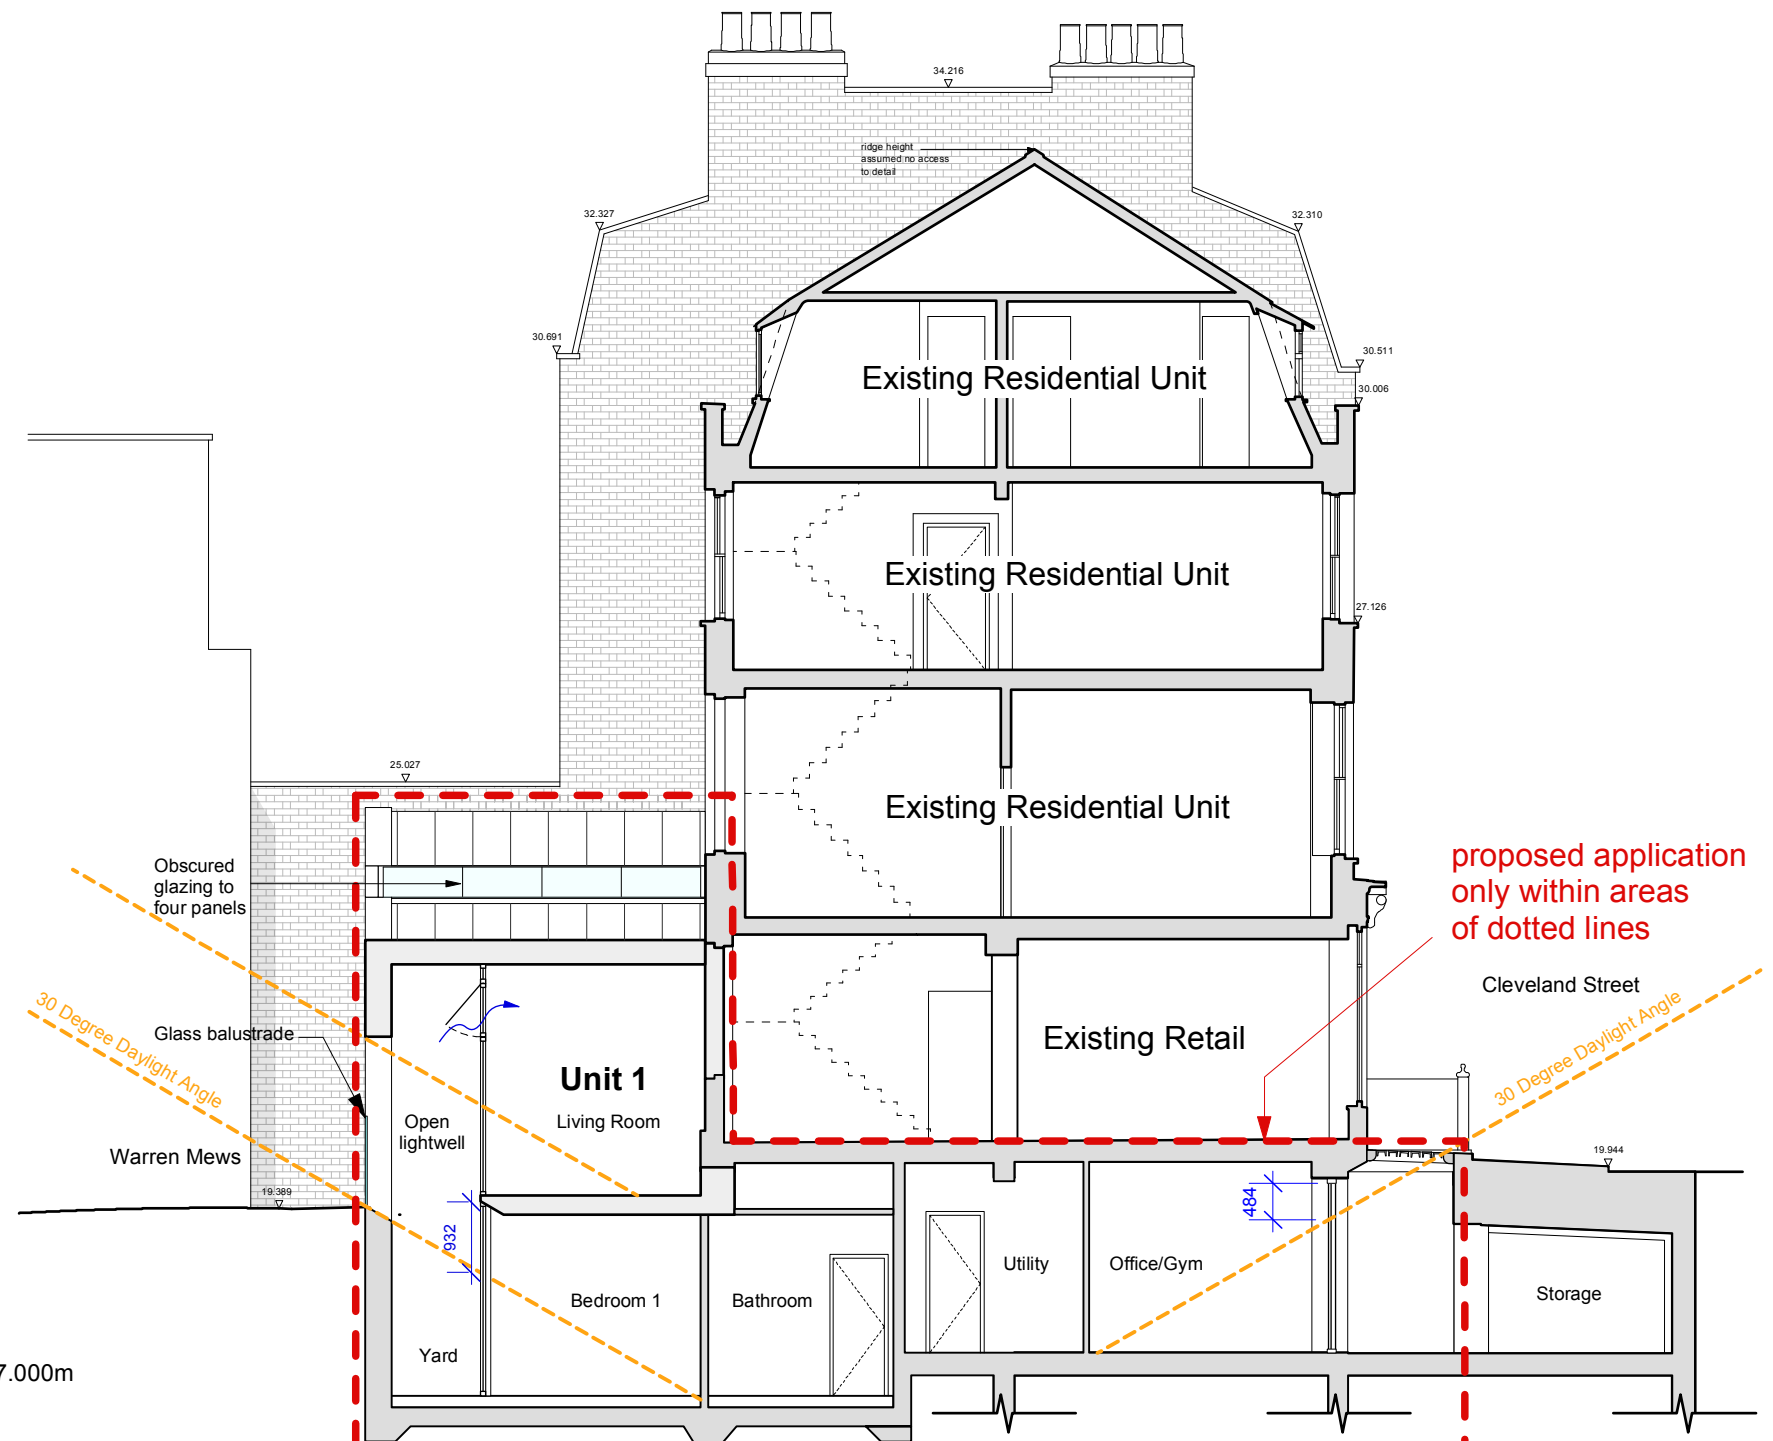 34.216
ridge height
assumed no access
to detail
32.327
32.310
30.691
30.511
30.006
Existing Residential Unit
Existing Residential Unit
27.126
25.027
Existing Residential Unit
Obscured
glazing to
four panels
proposed application
only within areas
of dotted lines
Cleveland Street
30 Degree Daylight Angle
30 Degree Daylight Angle
Glass balustrade
Existing Retail
Unit 1
Living Room
Open
lightwell
Warren Mews
19.389
19.944
932
484
Utility
Office/Gym
Storage
Bedroom 1
Bathroom
Yard
7.000m